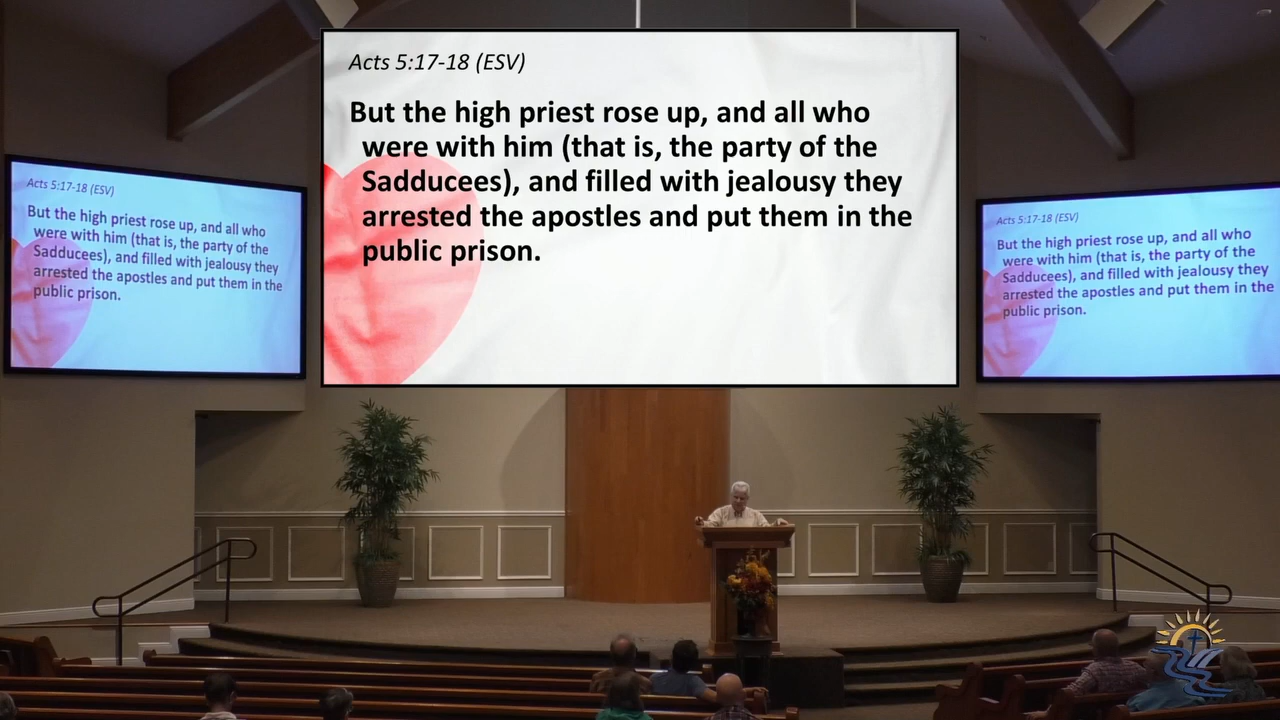 Acts 5:17-18 (ESV)
But the high priest rose up, and all who
were with him (that is, the party of the
Sadducees), and filled with jealousy they
arrested the apostles and put them in the
public prison.
Acts 5:17-18 (ESV)
But the high priest rose up, and all who
were with him (that is, the party of the
Sadducees), and filled with jealousy they
arrested the apostles and put them in the
public prison.
Acts 5:17-18 (ESV)
But the high priest rose up, and all who
were with him (that is, the party of the
Sadducees), and filled with jealousy they
arrested the apostles and put them in the
public prison.